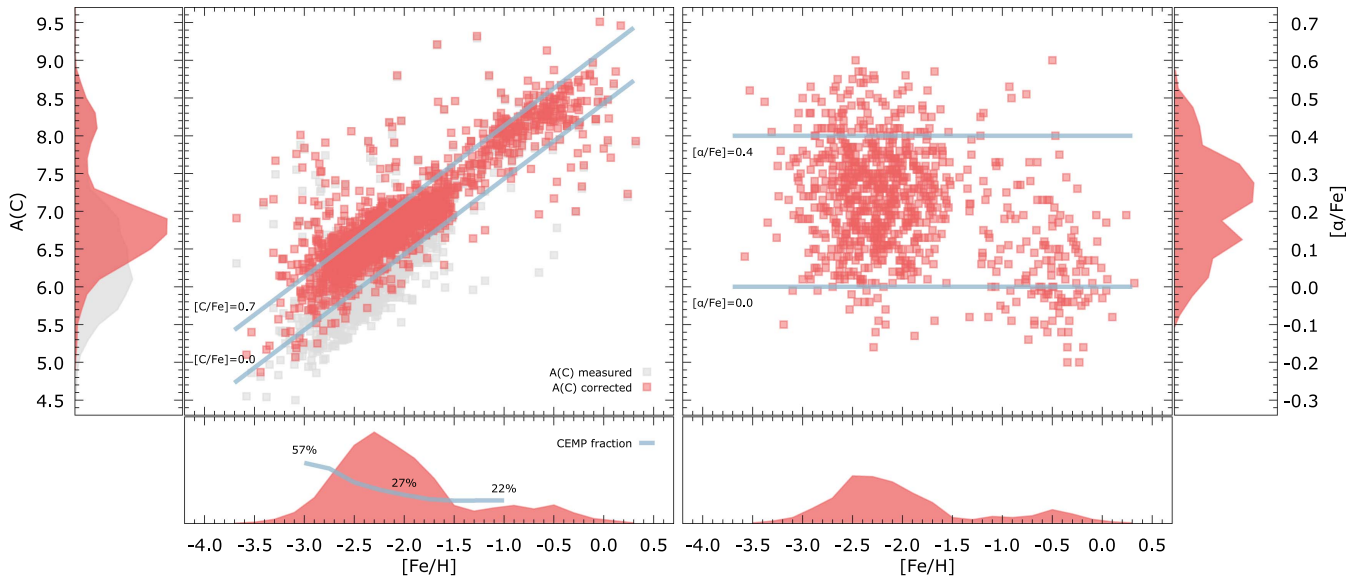 9.5
9.0
8.5
8.0
7.5
7.0
6.5
6.0
5.5
5.0
4.5
A(C)
[C/Fe]=0.7
[C/Fe]=0.0
A(C) measured
A(C) corrected
[α/Fe]=0.4
[α/Fe]=0.0
0.7
0.6
0.5
0.4
0.3
0.2
0.1
0.0
-0.1
-0.2
-0.3
[α/Fe]
57%
27%
22%
CEMP fraction
-4.0 -3.5 -3.0 -2.5 -2.0 -1.5 -1.0 -0.5 0.0 0.5
[Fe/H]
-4.0 -3.5 -3.0 -2.5 -2.0 -1.5 -1.0 -0.5 0.0 0.5
[Fe/H]